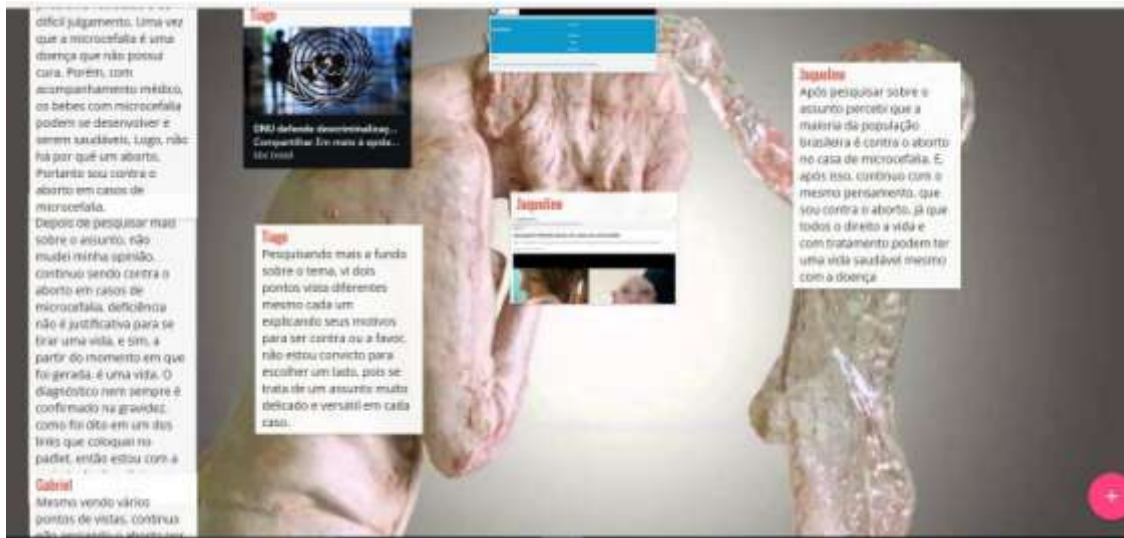 difícil julgamento. Uma vez
que a microcefalia é uma
doença que não possui
cura. Porém, com
acompanhamento médico,
os bebes com microcefalia
podem se desenvolver e
serem saudáveis. Logo, não
há por quê um aborto.
Portanto sou contra o
aborto em casos de
microcefalia.
Depois de pesquisar mais
sobre o assunto, não
mudei minha opinião,
continuo sendo contra o
aborto em casos de
microcefalia, deficiência
não é justificativa para se
tirar uma vida, e sim, a
partir do momento em que
foi gerada, é uma vida. O
diagnóstico nem sempre é
confirmado na gravidez,
como foi dito em um dos
links que coloquei no
padlet, então estou com a
Gabriel
Mesmo vendo vários
pontos de vistas, continua
Tiago
ONU defende descriminalizaç...
Compartilhar Em meio à epide...
bbc brasil
Tiago
Pesquisando mais a fundo
sobre o tema, vi dois
pontos vista diferentes
mesmo cada um
explicando seus motivos
para ser contra ou a favor,
não estou convicto para
escolher um lado, pois se
trata de um assunto muito
delicado e versátil em cada
caso.
Jaqueline
Jaqueline
Após pesquisar sobre o
assunto percebi que a
maioria da população
brasileira é contra o aborto
no casa de microcefalia. E,
após isso, continuo com o
mesmo pensamento, que
sou contra o aborto, já que
todos o direito a vida e
com tratamento podem ter
uma vida saudável mesmo
com a doença